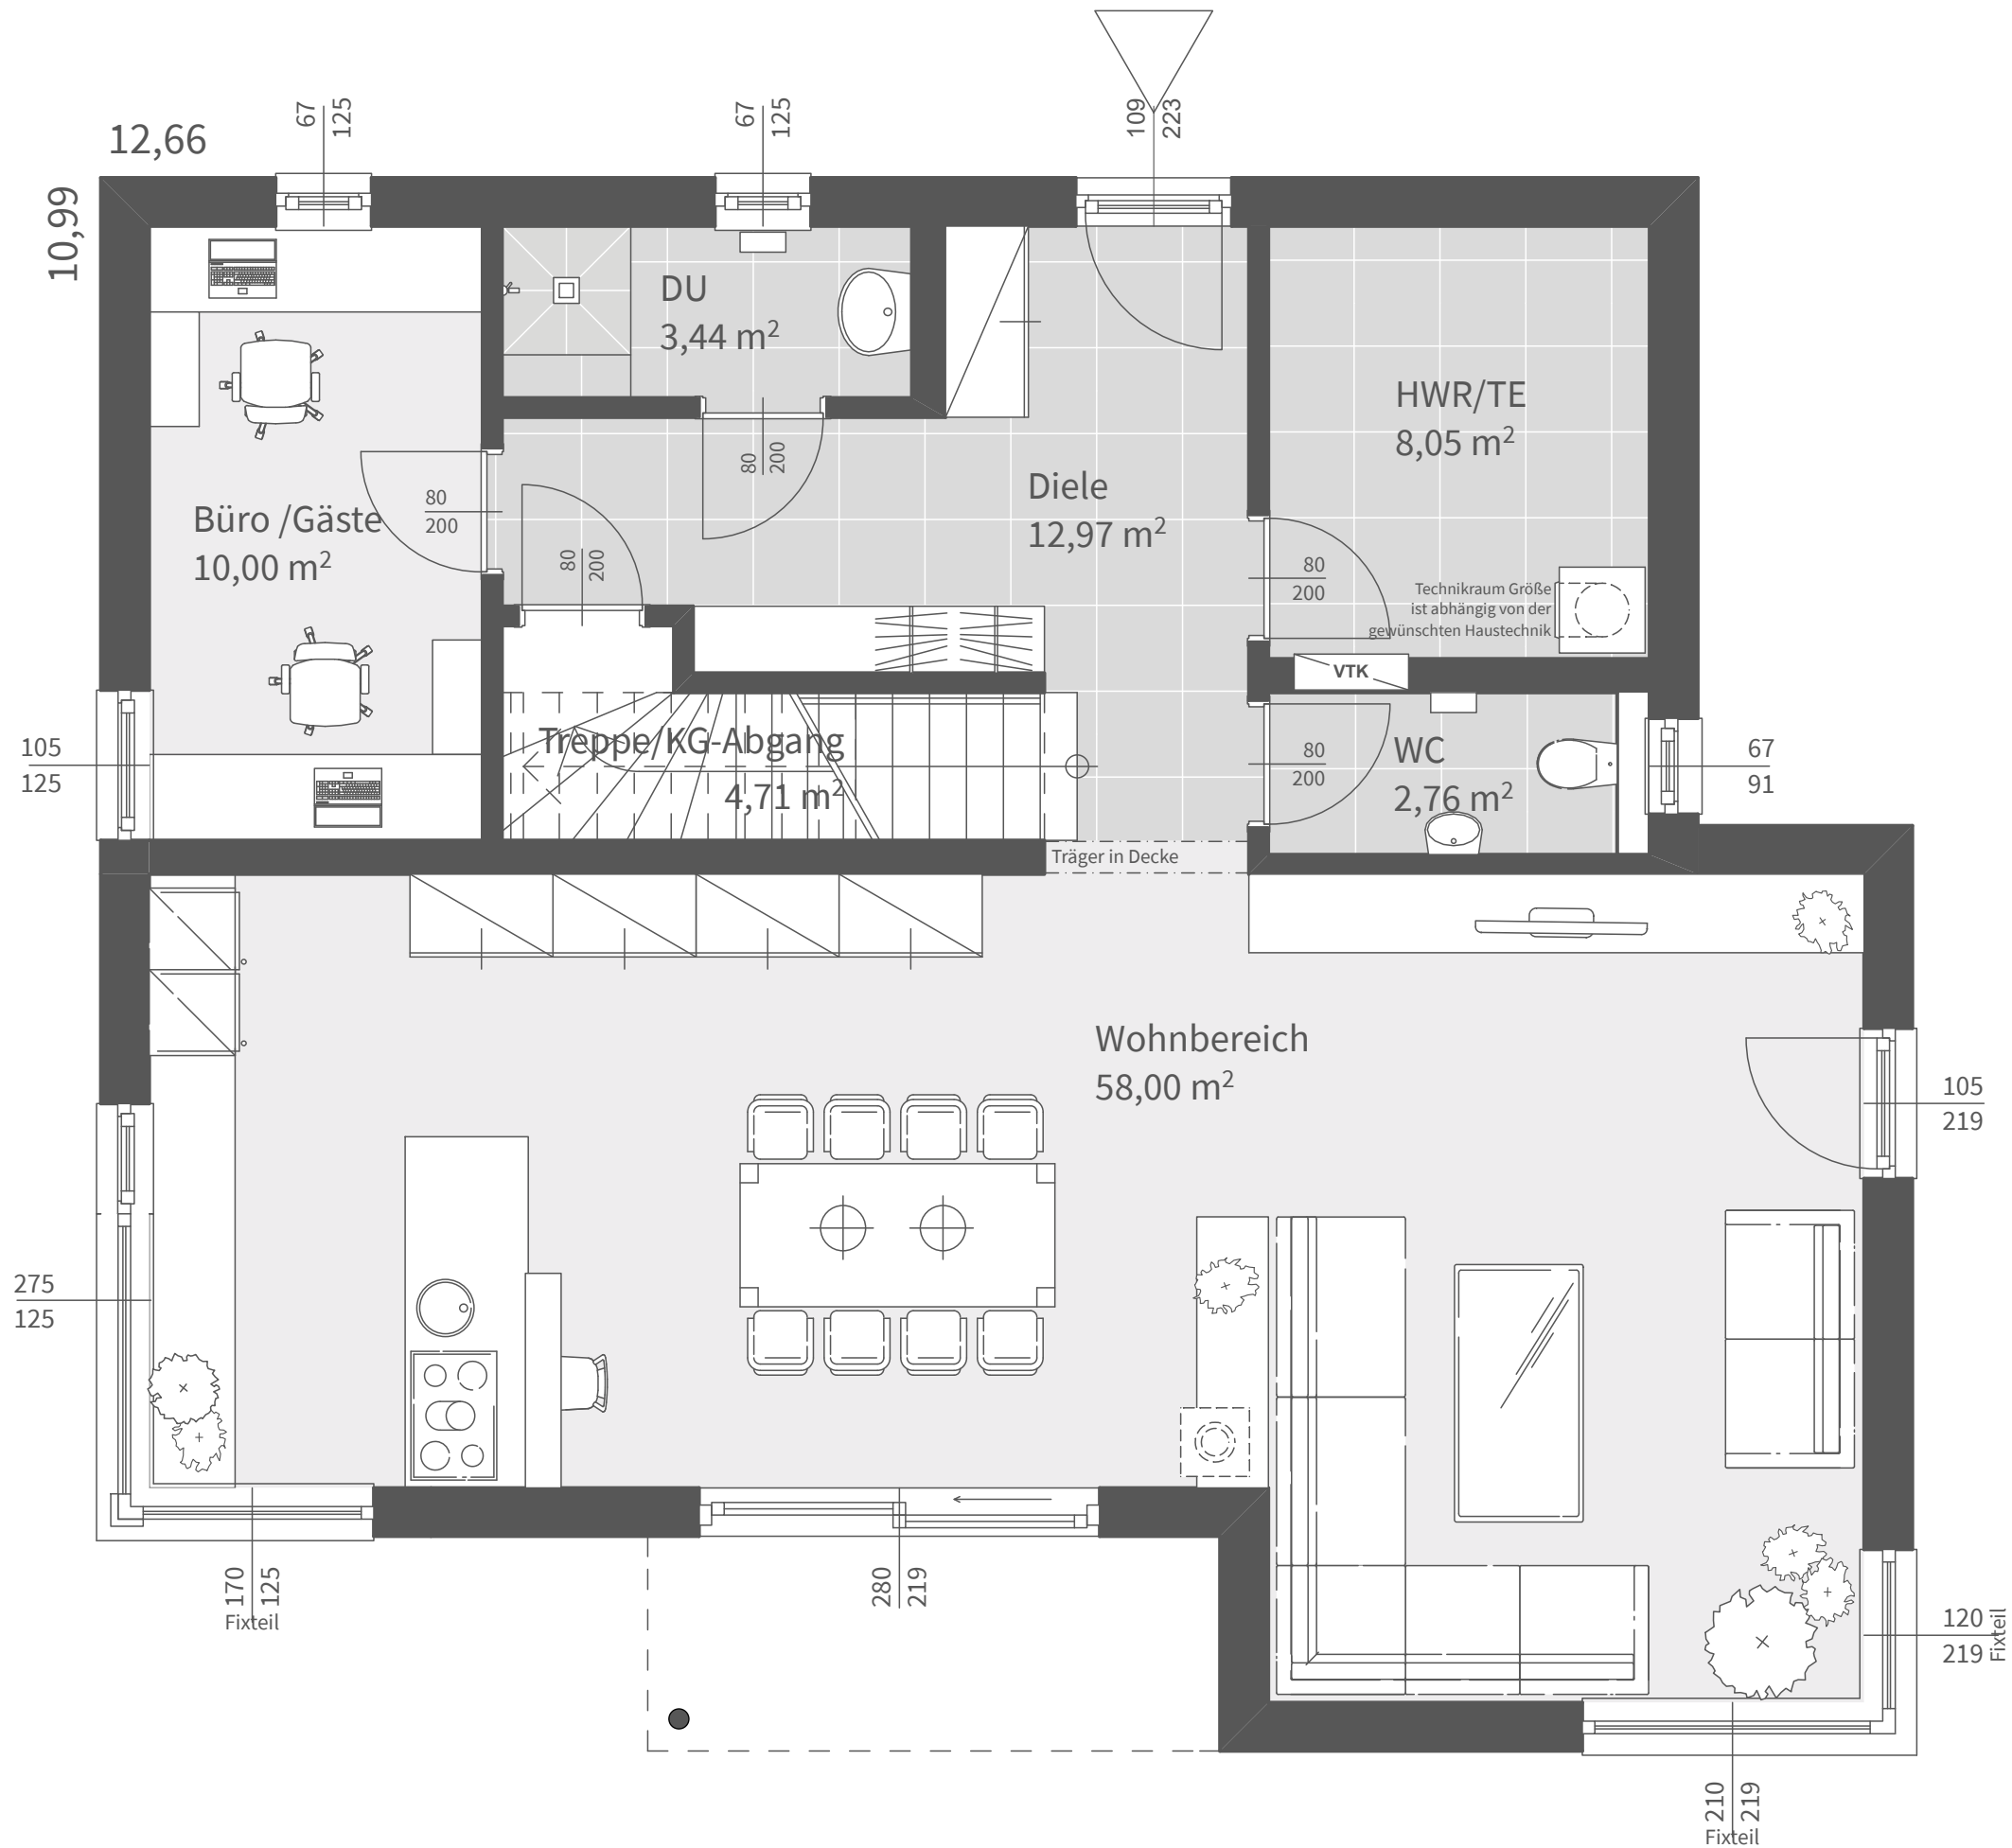 67
125
67
125
109
223
12,66
10,99
DU
3,44 m²
HWR/TE
8,05 m²
Diele
12,97 m²
80
200
80
200
Büro /Gäste
10,00 m²
80
200
80
200
Technikraum Größe
ist abhängig von der
gewünschten Haustechnik
VTK
Treppe/KG-Abgang
4,71 m²
105
125
80
200
WC
2,76 m²
67
91
Träger in Decke
Wohnbereich
58,00 m²
105
219
275
125
170
125
Fixteil
280
219
120
219
Fixteil
210
219
Fixteil